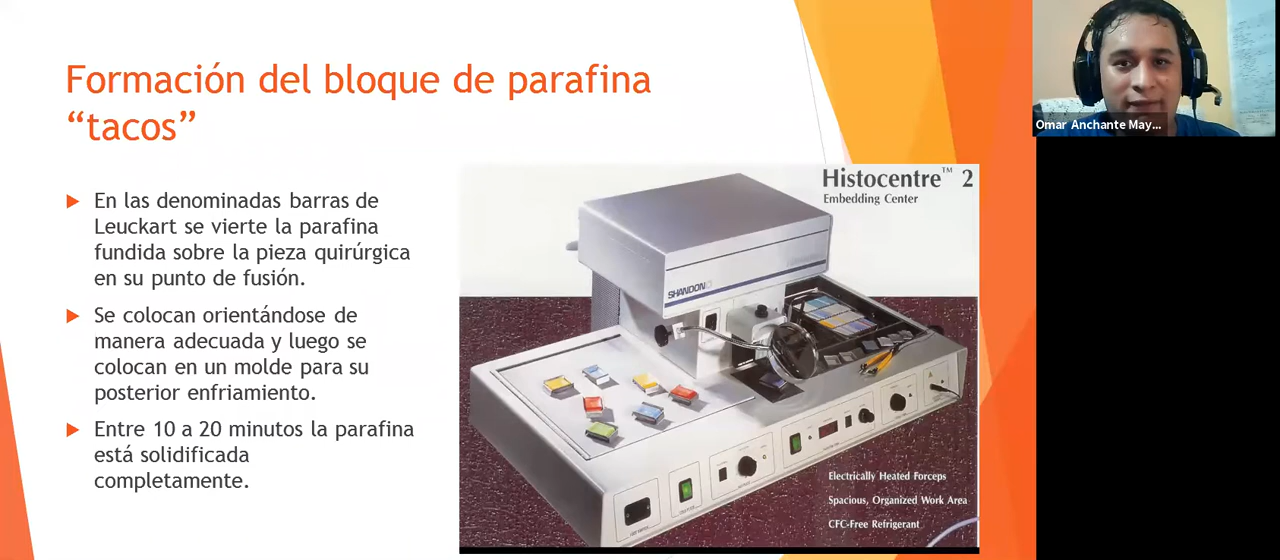 Formación del bloque de parafina
“tacos”
En las denominadas barras de
Leuckart se vierte la parafina
fundida sobre la pieza quirúrgica
en su punto de fusión.
Se colocan orientándose de
manera adecuada y luego se
colocan en un molde para su
posterior enfriamiento.
Entre 10 a 20 minutos la parafina
está solidificada
completamente.
Histocentre™ 2
Embedding Center
SHANDON
Electrically Heated Forceps
Spacious, Organized Work Area
CFC-Free Refrigerant
Omar Anchante May...